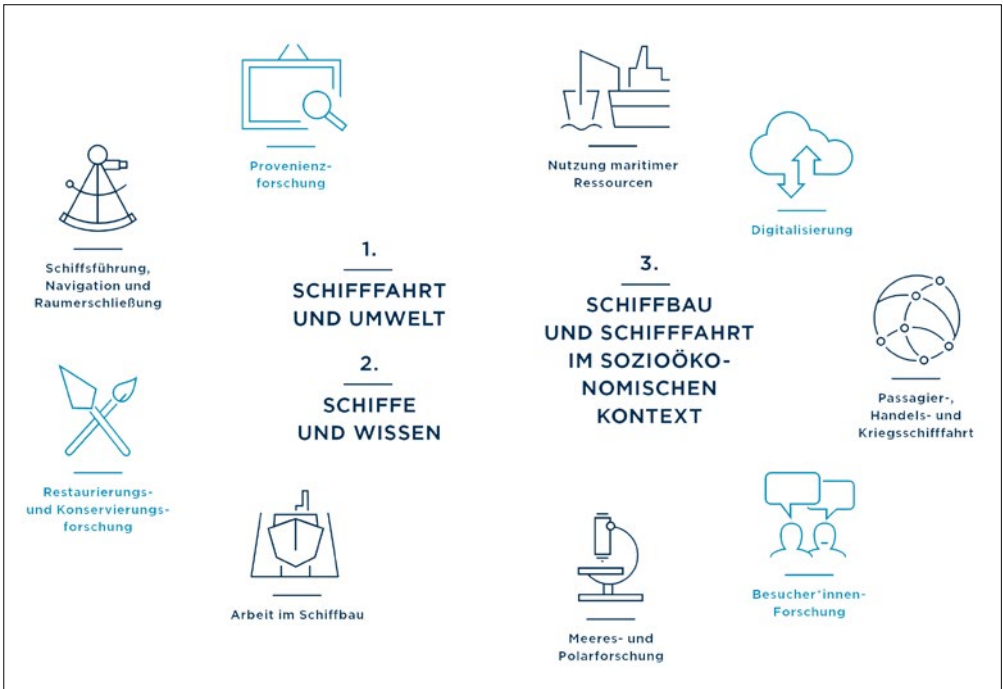 Provenienz-
forschung
Nutzung maritimer
Ressourcen
Digitalisierung
Schiffsführung,
Navigation und
Raumerschließung
1.
SCHIFFFAHRT
UND UMWELT
2.
SCHIFFE
UND WISSEN
3.
SCHIFFBAU
UND SCHIFFFAHRT
IM SOZIOÖKO-
NOMISCHEN
KONTEXT
Passagier-,
Handels- und
Kriegsschifffahrt
Restaurierungs-
und Konservierungs-
forschung
Arbeit im Schiffbau
Meeres- und
Polarforschung
Besucher*innen-
Forschung